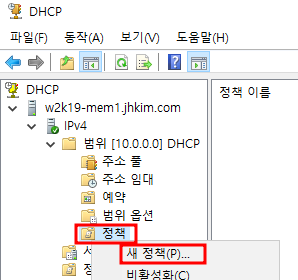 DHCP
파일(F) 동작(A) 보기(V) 도움말(H)
DHCP
정책 이름
w2k19-mem1.jhkim.com
IPv4
범위 [10.0.0.0] DHCP
주소 풀
주소 임대
예약
범위 옵션
정책
새 정책(P)...
비활성화(C)